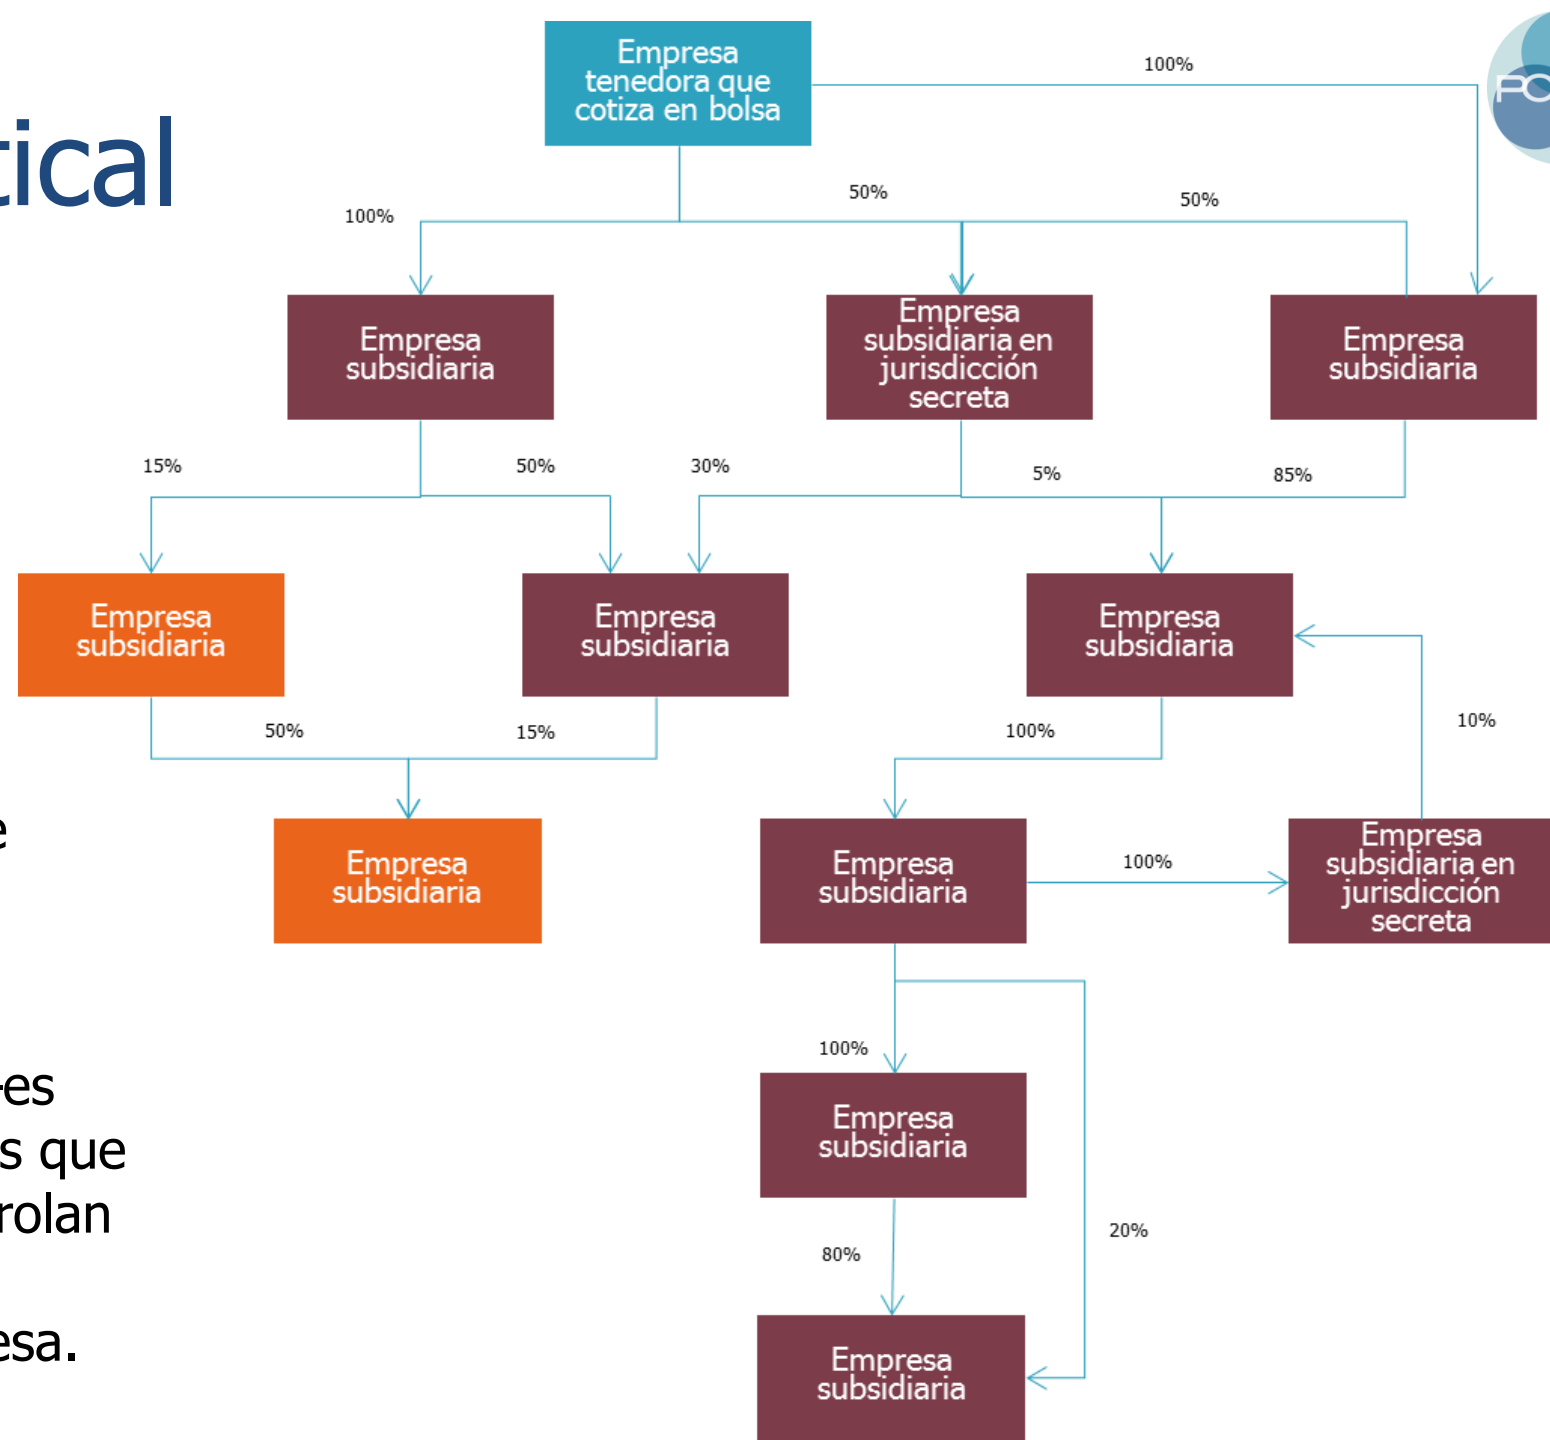 Empresa
tenedora que
cotiza en bolsa
100%
PO
tical
100%
50%
50%
Empresa
subsidiaria
Empresa
subsidiaria en
jurisdicción
secreta
Empresa
subsidiaria
15%
50%
30%
5%
85%
Empresa
subsidiaria
Empresa
subsidiaria
Empresa
subsidiaria
50%
15%
100%
10%
e
Empresa
subsidiaria
Empresa
subsidiaria
100%
Empresa
subsidiaria en
jurisdicción
secreta
-es
s que
rolan
esa.
100%
Empresa
subsidiaria
80%
20%
Empresa
subsidiaria